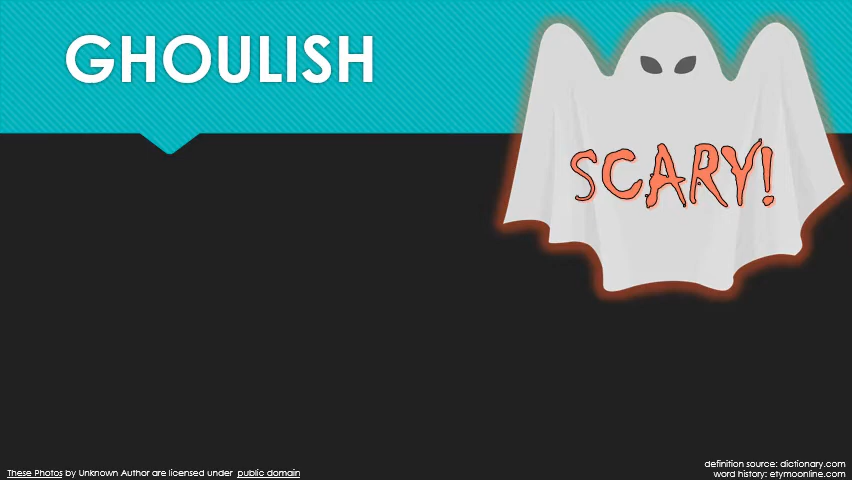 GHOULISH
SCARY!
These Photos by Unknown Author are licensed under public domain
definition source: dictionary.com
word history: etymoonline.com